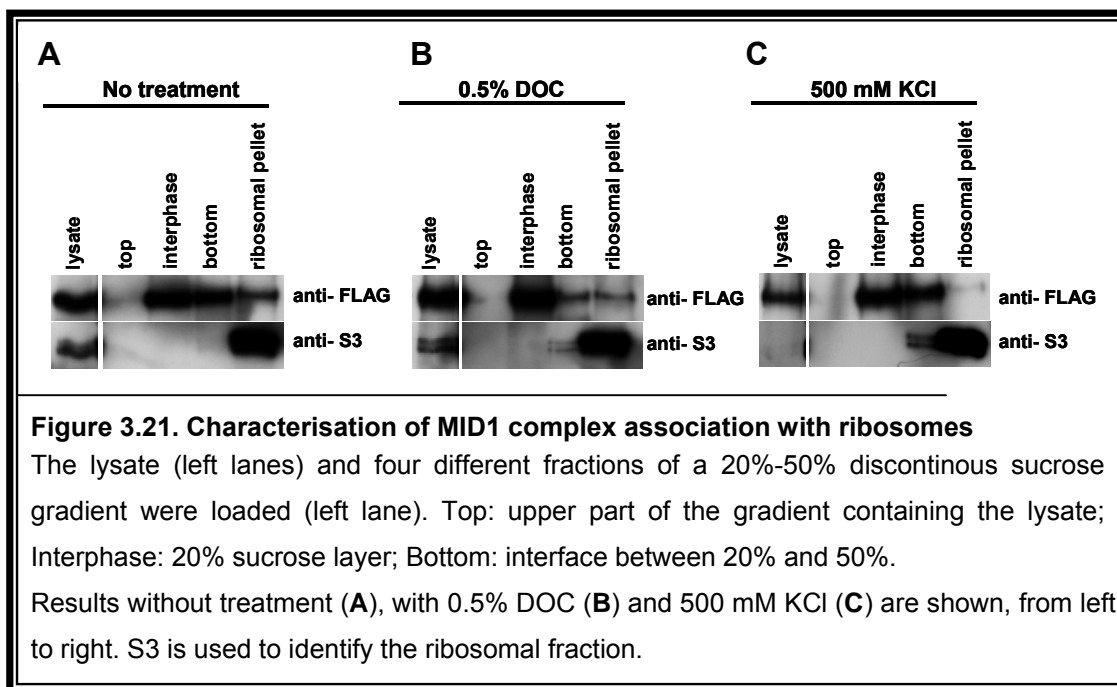 A
B
C
No treatment
0.5% DOC
500 mM KCl
lysate
top
interphase
bottom
ribosomal pellet
lysate
top
interphase
bottom
ribosomal pellet
lysate
top
interphase
bottom
ribosomal pellet
anti- FLAG
anti- FLAG
anti- FLAG
anti- S3
anti- S3
anti- S3
Figure 3.21. Characterisation of MID1 complex association with ribosomes
The lysate (left lanes) and four different fractions of a 20%-50% discontinous sucrose
gradient were loaded (left lane). Top: upper part of the gradient containing the lysate;
Interphase: 20% sucrose layer; Bottom: interface between 20% and 50%.
Results without treatment (A), with 0.5% DOC (B) and 500 mM KCl (C) are shown, from left
to right. S3 is used to identify the ribosomal fraction.